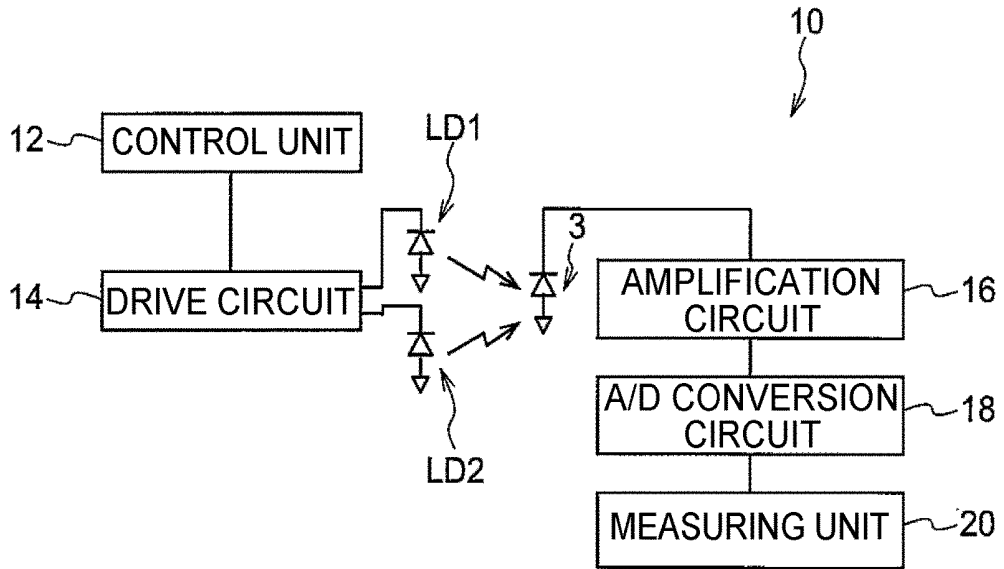 10
12 CONTROL UNIT
LD1
3
14 DRIVE CIRCUIT
AMPLIFICATION
CIRCUIT 16
A/D CONVERSION
CIRCUIT 18
LD2
MEASURING UNIT 20